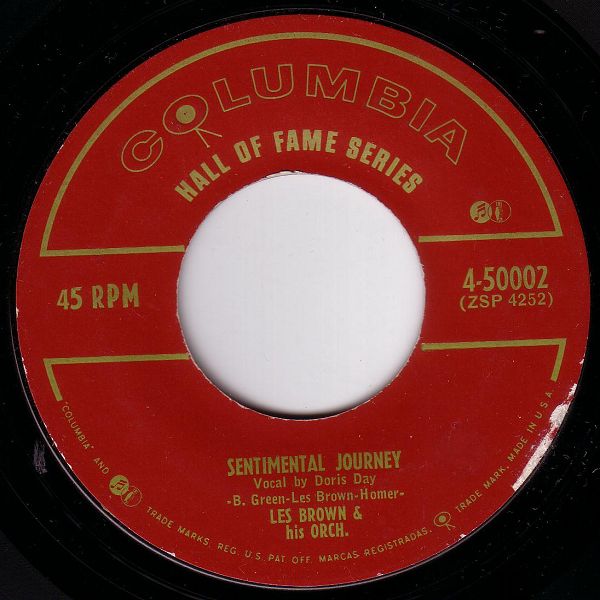 COLUMBIA
HALL OF FAME SERIES
45 RPM
4-50002
(ZSP 4252)
SENTIMENTAL JOURNEY
Vocal by Doris Day
-B. Green-Les Brown-Homer-
LES BROWN &
his ORCH.
"COLUMBIA" AND TRADE MARKS, REG. U.S. PAT. OFF. MARCAS REGISTRADAS. TRADE MARK, MADE IN U.S.A.